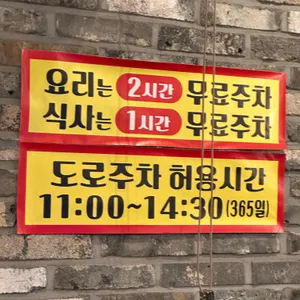 요리는 2시간 무료주차
식사는 1시간 무료주차
도로주차 허용시간
11:00~14:30(365일)